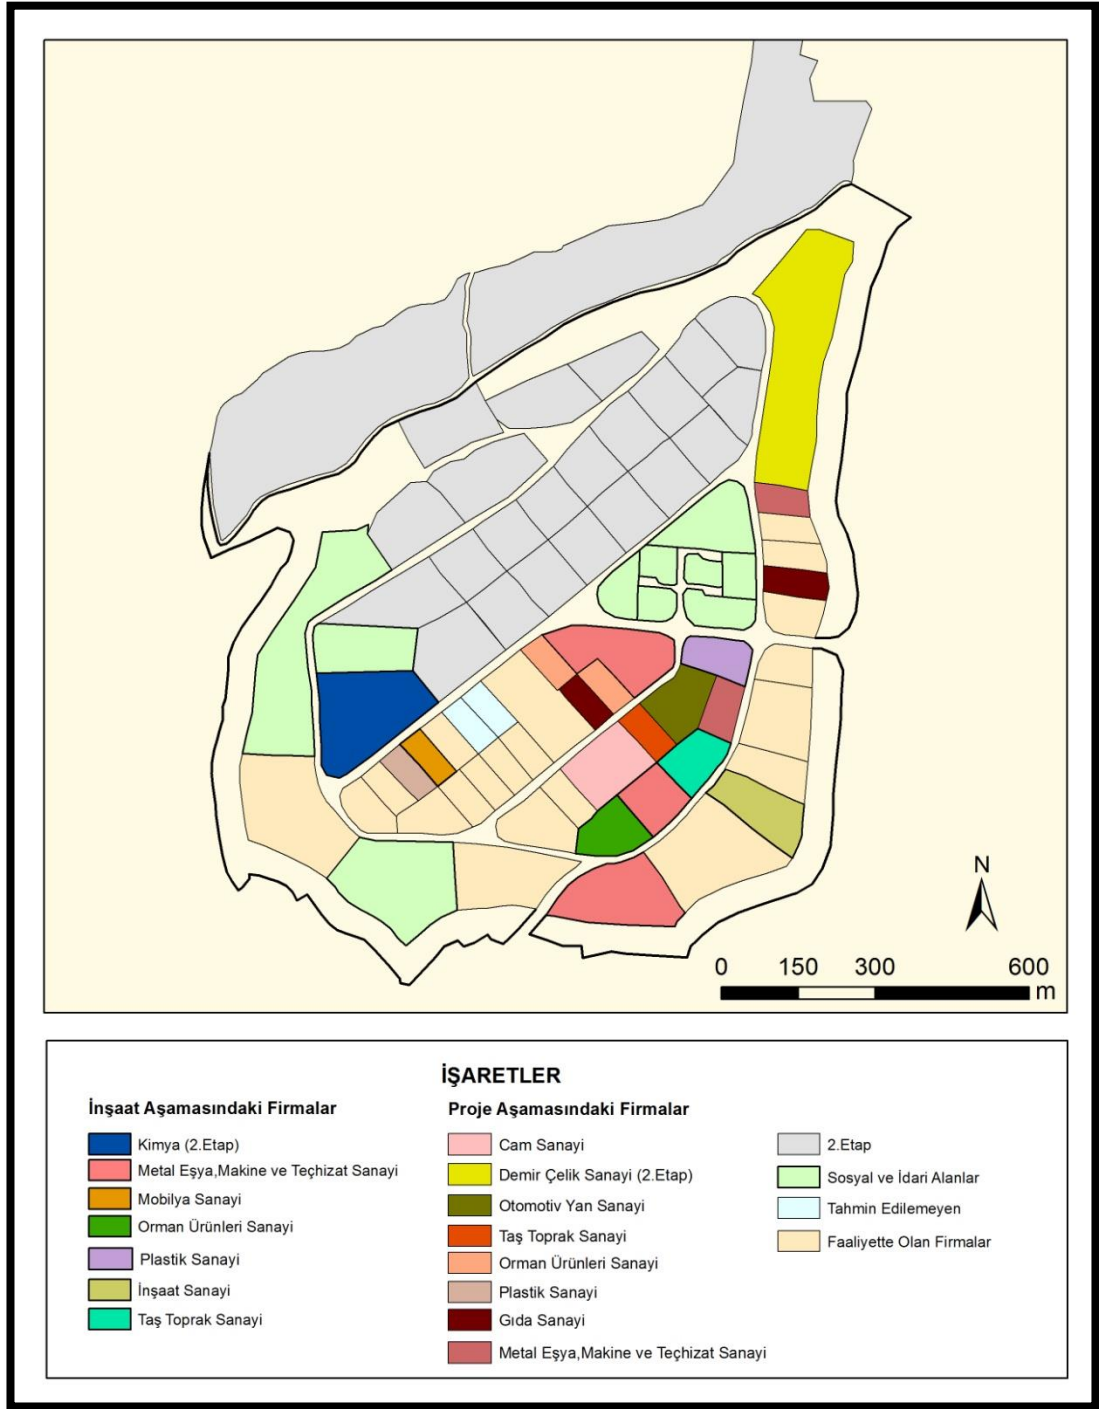 N
0 150 300 600
m
İŞARETLER
İnşaat Aşamasındaki Firmalar
Kimya (2.Etap)
Metal Eşya,Makine ve Teçhizat Sanayi
Mobilya Sanayi
Orman Ürünleri Sanayi
Plastik Sanayi
İnşaat Sanayi
Taş Toprak Sanayi
Proje Aşamasındaki Firmalar
Cam Sanayi
Demir Çelik Sanayi (2.Etap)
Otomotiv Yan Sanayi
Taş Toprak Sanayi
Orman Ürünleri Sanayi
Plastik Sanayi
Gıda Sanayi
Metal Eşya,Makine ve Teçhizat Sanayi
2.Etap
Sosyal ve İdari Alanlar
Tahmin Edilemeyen
Faaliyette Olan Firmalar